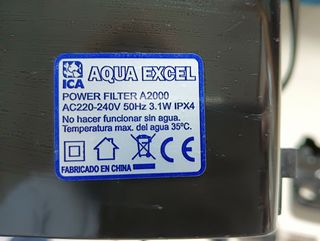 ICA AQUA EXCEL
POWER FILTER A2000
AC220-240V 50Hz 3.1W IPX4
No hacer funcionar sin agua.
Temperatura max. del agua 35ºC.
FABRICADO EN CHINA